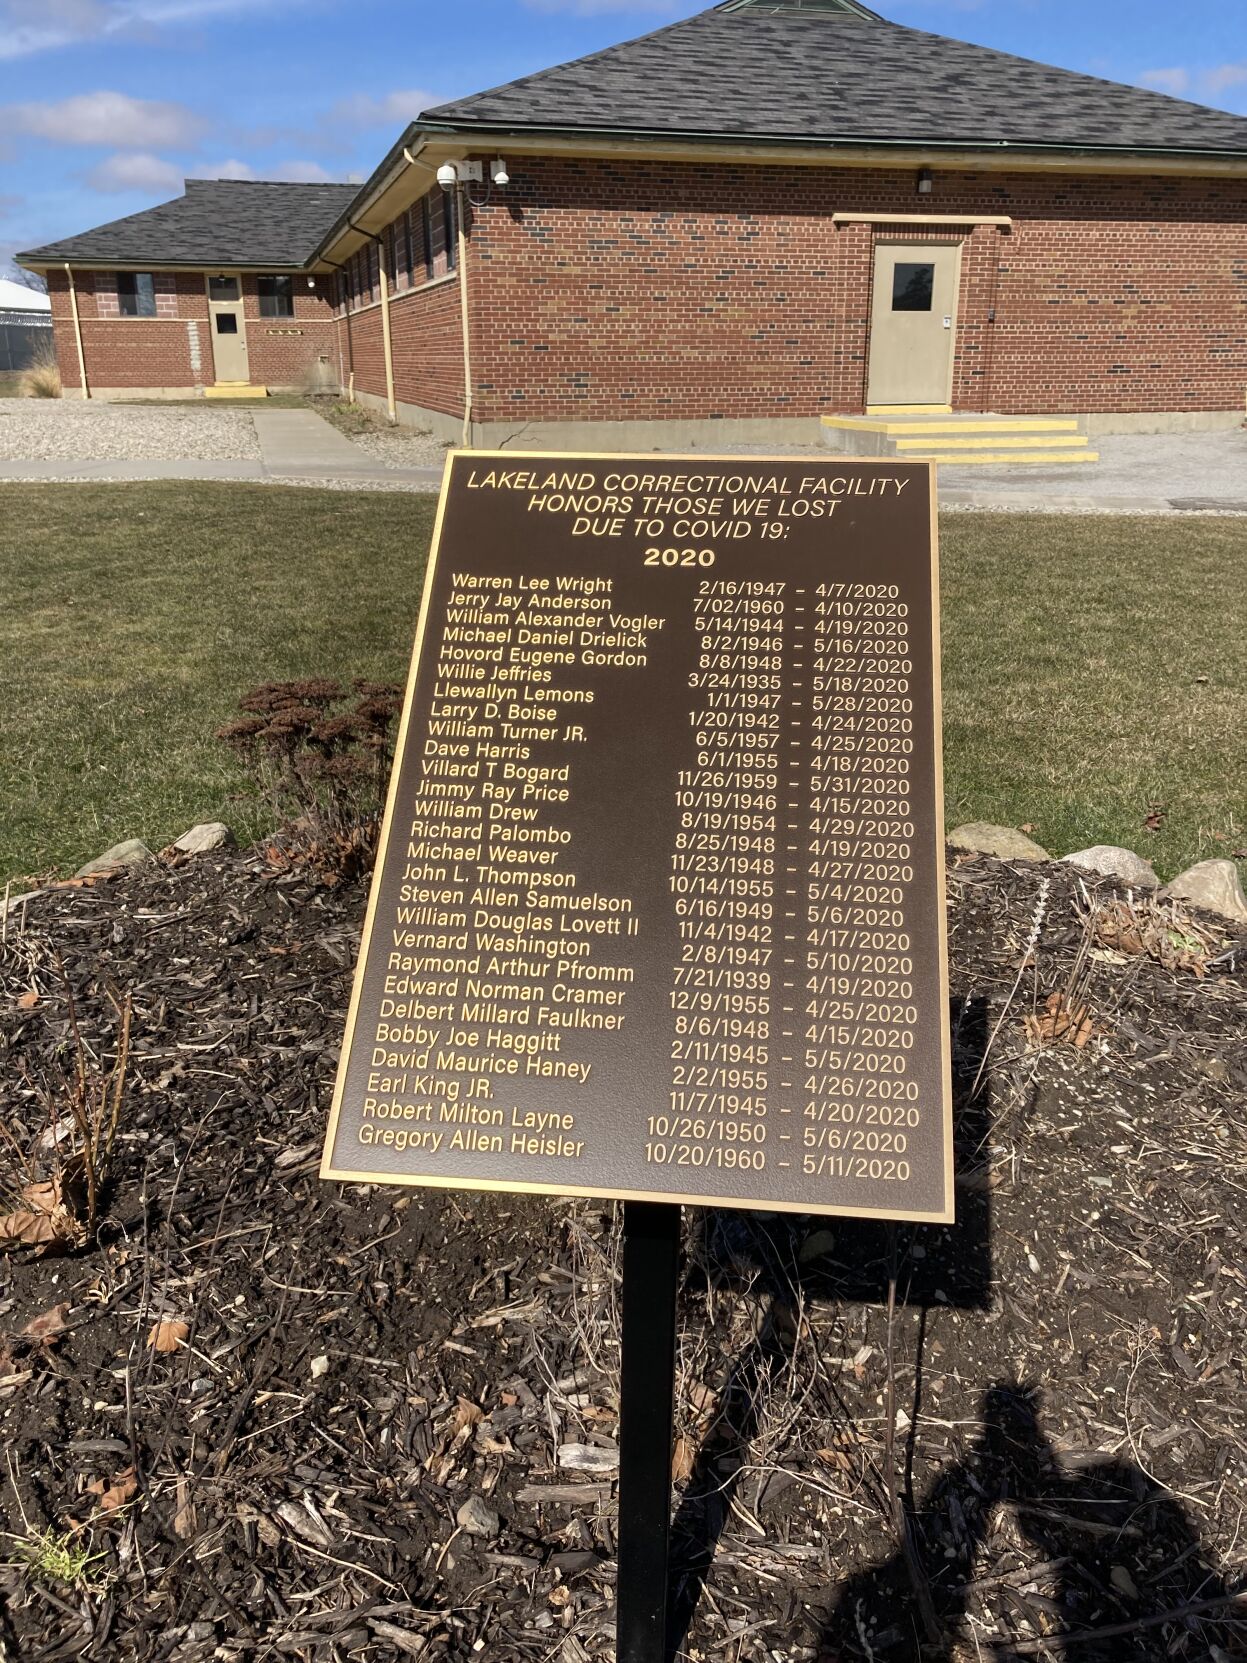 LAKELAND CORRECTIONAL FACILITY
HONORS THOSE WE LOST
DUE TO COVID 19:
2020
Warren Lee Wright 2/16/1947 – 4/7/2020
Jerry Jay Anderson 7/02/1960 – 4/10/2020
William Alexander Vogler 5/14/1944 – 4/19/2020
Michael Daniel Drielick 8/2/1946 – 5/16/2020
Hovord Eugene Gordon 8/8/1948 – 4/22/2020
Willie Jeffries 3/24/1935 – 5/18/2020
Llewallyn Lemons 1/1/1947 – 5/28/2020
Larry D. Boise 1/20/1942 – 4/24/2020
William Turner JR. 6/5/1957 – 4/25/2020
Dave Harris 6/1/1955 – 4/18/2020
Villard T Bogard 11/26/1959 – 5/31/2020
Jimmy Ray Price 10/19/1946 – 4/15/2020
William Drew 8/19/1954 – 4/29/2020
Richard Palombo 8/25/1948 – 4/19/2020
Michael Weaver 11/23/1948 – 4/27/2020
John L. Thompson 10/14/1955 – 5/4/2020
Steven Allen Samuelson 6/16/1949 – 5/6/2020
William Douglas Lovett II 11/4/1942 – 4/17/2020
Vernard Washington 2/8/1947 – 5/10/2020
Raymond Arthur Pfromm 7/21/1939 – 4/19/2020
Edward Norman Cramer 12/9/1955 – 4/25/2020
Delbert Millard Faulkner 8/6/1948 – 4/15/2020
Bobby Joe Haggitt 2/11/1945 – 5/5/2020
David Maurice Haney 2/2/1955 – 4/26/2020
Earl King JR. 11/7/1945 – 4/20/2020
Robert Milton Layne 10/26/1950 – 5/6/2020
Gregory Allen Heisler 10/20/1960 – 5/11/2020